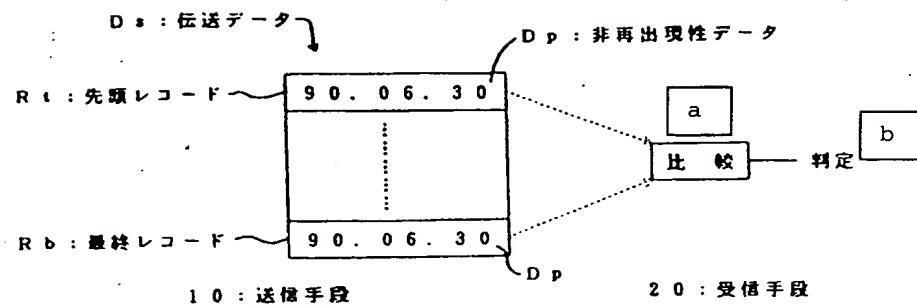 Ds：伝送データ
Dp：非再出現性データ
Rt：先頭レコード
90.06.30
a
b
比較
判定
Rb：最終レコード
90.06.30
Dp
10：送信手段
20：受信手段